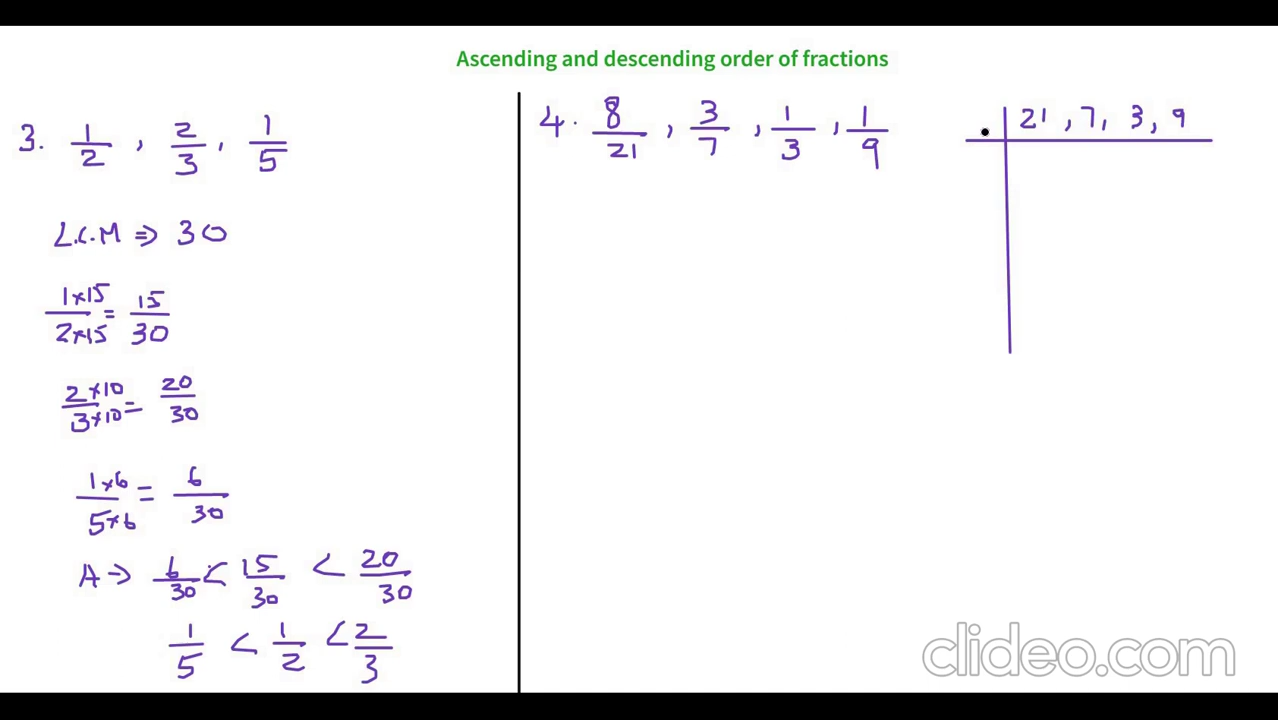 Ascending and descending order of fractions
3. 1/2 , 2/3 , 1/5
L.C.M => 30
1×15/2×15 = 15/30
2×10/3×10 = 20/30
1×6/5×6 = 6/30
A → 6/30 < 15/30 < 20/30
1/5 < 1/2 < 2/3
4. 8/21 , 3/7 , 1/3 , 1/9
21 , 7, 3, 9
clideo.com